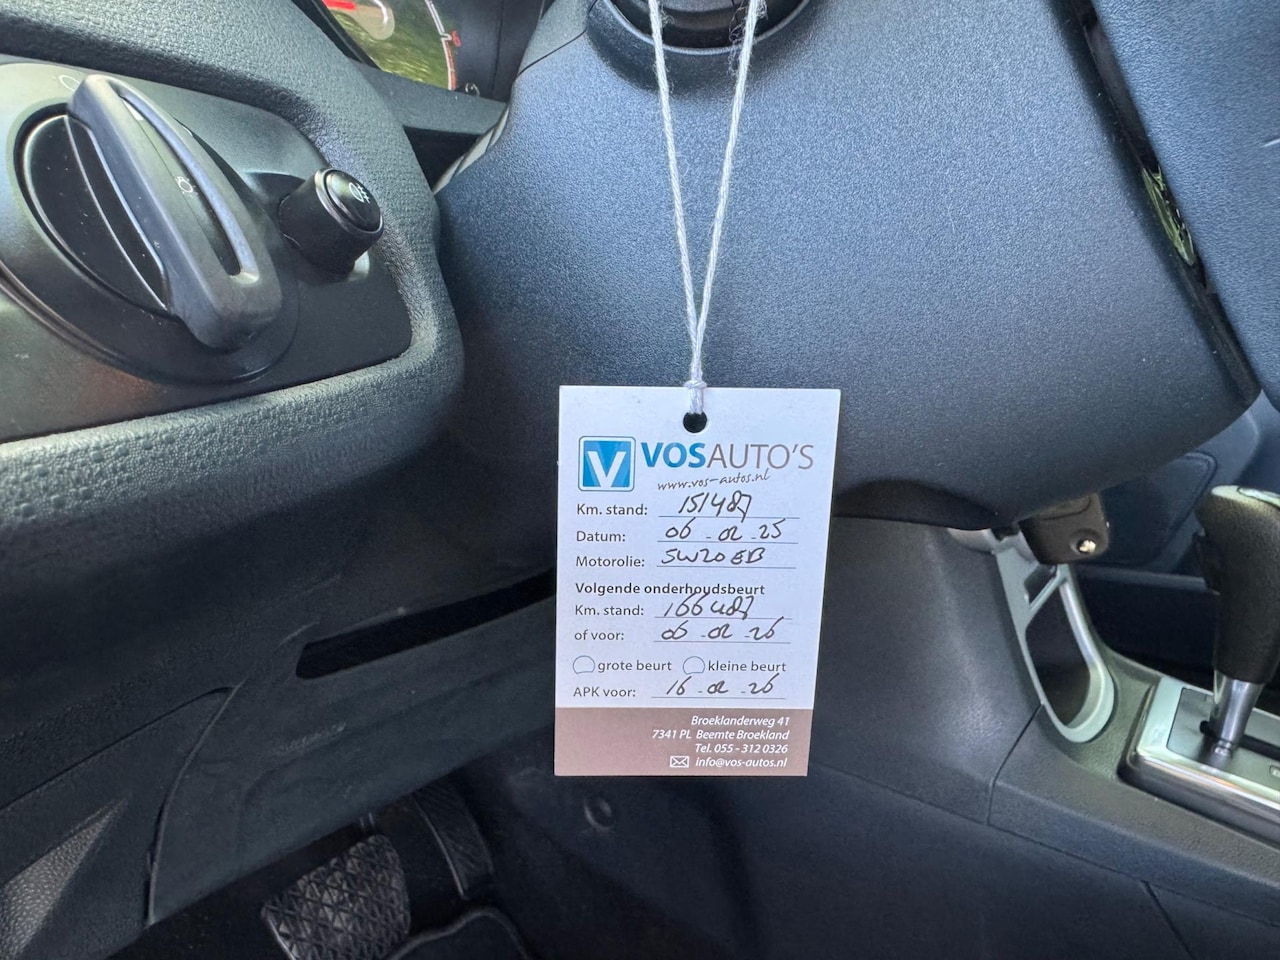 V VOSAUTO'S
www.vos-autos.nl
Km. stand: 151487
Datum: 06-02-25
Motorolie: 5W20EB
Volgende onderhoudsbeurt
Km. stand: 166487
of voor: 06-02-26
grote beurt kleine beurt
APK voor: 16-02-26
Broeklanderweg 41
7341 PL Beemte Broekland
Tel. 055 - 312 0326
info@vos-autos.nl